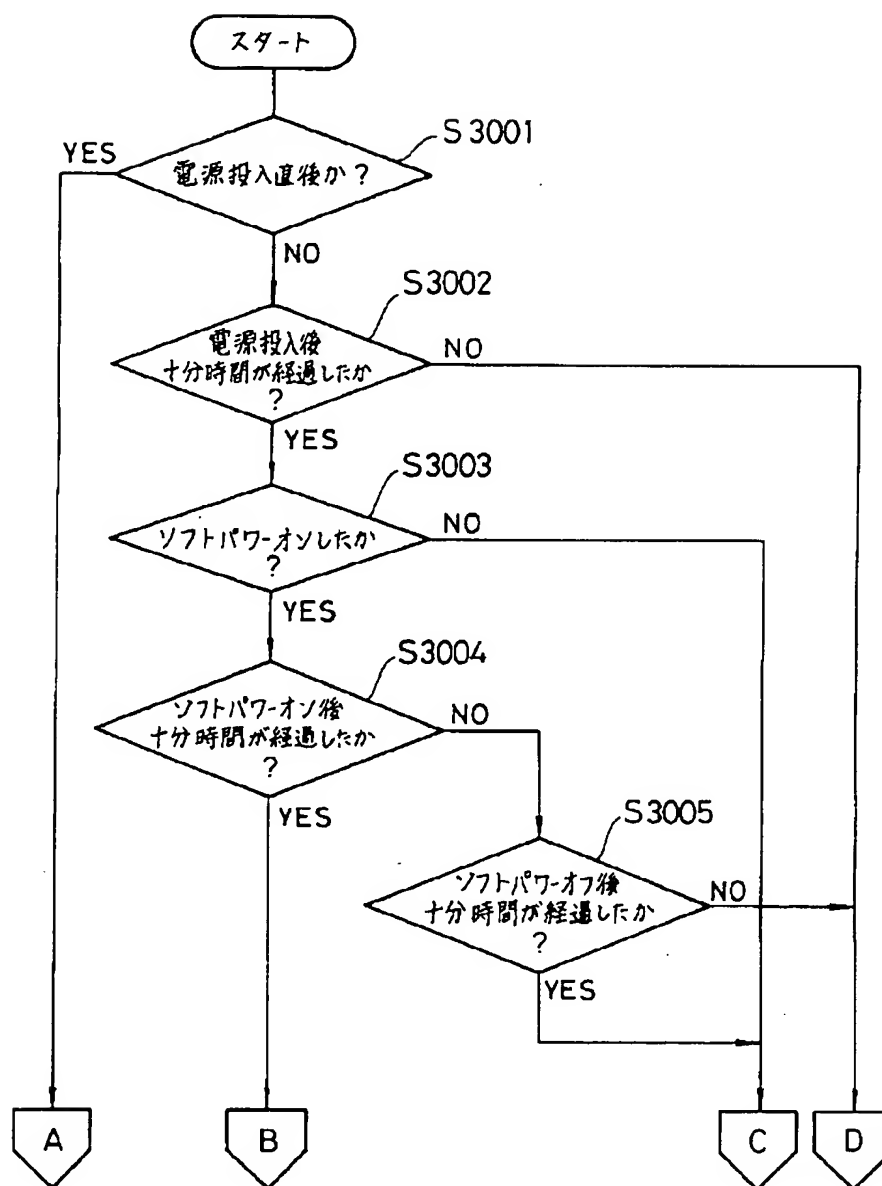 スタート
S3001
YES
電源投入直後か?
NO
S3002
電源投入後
十分時間が経過したか
?
NO
YES
S3003
ソフトパワーオンしたか
?
NO
YES
S3004
ソフトパワーオン後
十分時間が経過したか
?
NO
YES
S3005
ソフトパワーオフ後
十分時間が経過したか
?
NO
YES
A
B
C
D